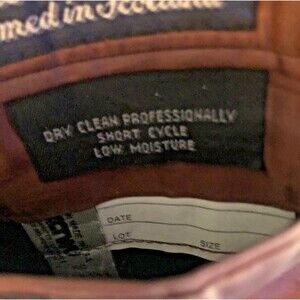 med in Scotland
DRY CLEAN PROFESSIONALLY
SHORT CYCLE
LOW MOISTURE
DATE
LOT
SIZE